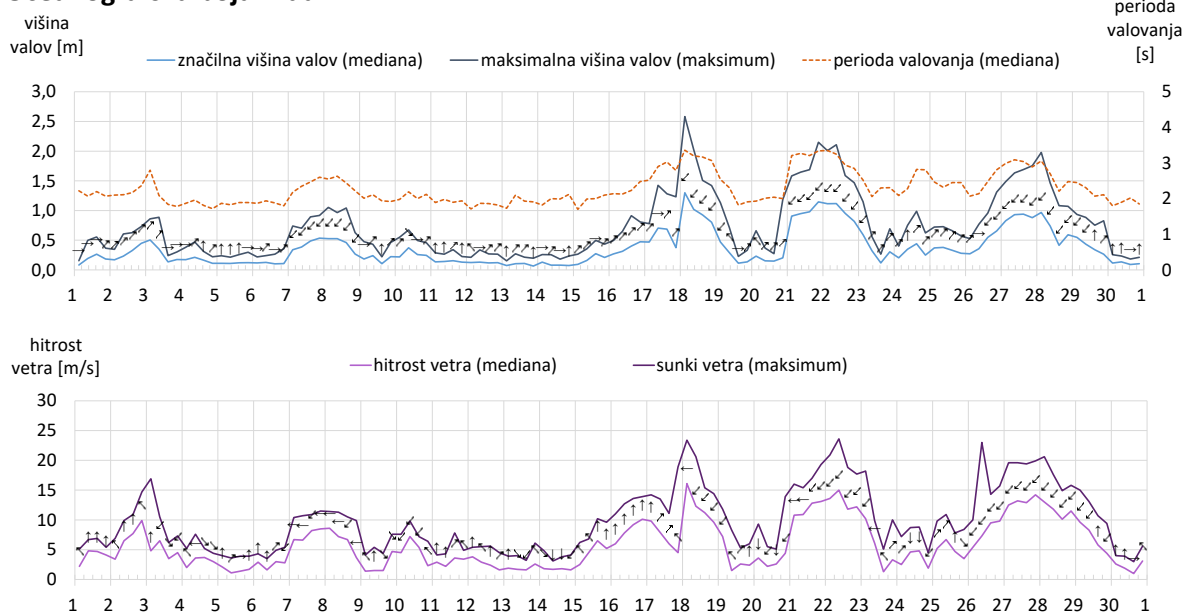 višina
valov [m]
perioda
valovanja
[s]
značilna višina valov (mediana) maksimalna višina valov (maksimum) perioda valovanja (mediana)
3,0 5
2,5 4
2,0 3
1,5
1,0 2
0,5 1
0,0 0
1 2 3 4 5 6 7 8 9 10 11 12 13 14 15 16 17 18 19 20 21 22 23 24 25 26 27 28 29 30 1
hitrost
vetra [m/s]
hitrost vetra (mediana) sunki vetra (maksimum)
30
25
20
15
10
5
0
1 2 3 4 5 6 7 8 9 10 11 12 13 14 15 16 17 18 19 20 21 22 23 24 25 26 27 28 29 30 1